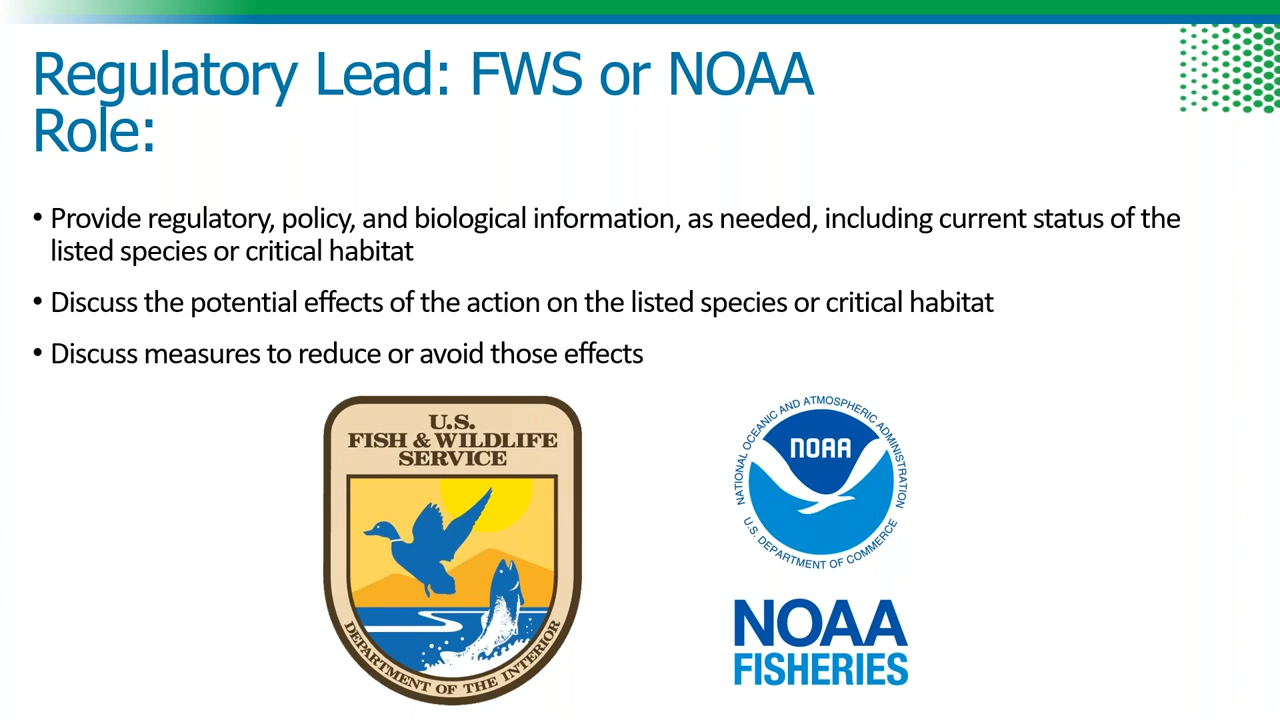 Regulatory Lead: FWS or NOAA
Role:
• Provide regulatory, policy, and biological information, as needed, including current status of the
listed species or critical habitat
• Discuss the potential effects of the action on the listed species or critical habitat
• Discuss measures to reduce or avoid those effects
U.S.
FISH & WILDLIFE
SERVICE
DEPARTMENT OF THE INTERIOR
NATIONAL OCEANIC AND ATMOSPHERIC ADMINISTRATION
NOAA
U.S. DEPARTMENT OF COMMERCE
NOAA
FISHERIES